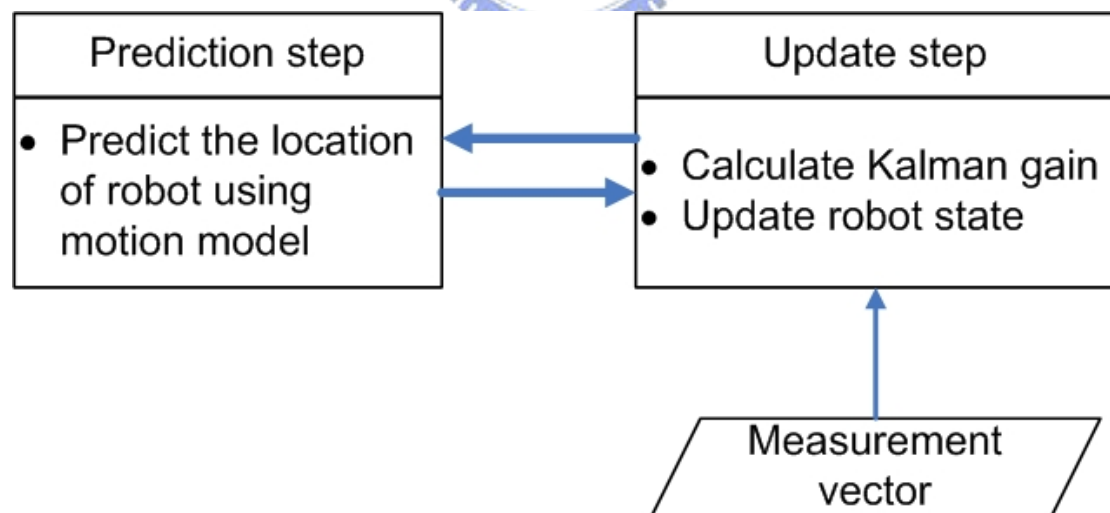 Prediction step
• Predict the location
of robot using
motion model
Update step
• Calculate Kalman gain
• Update robot state
Measurement
vector